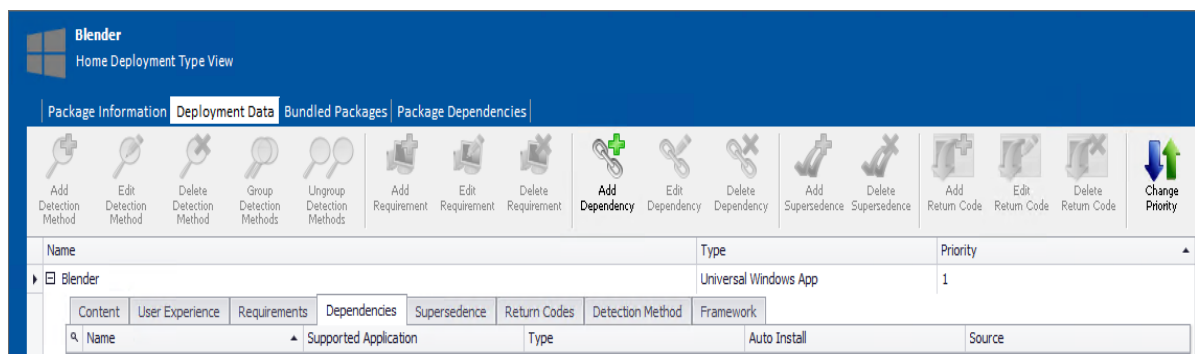 Blender
Home Deployment Type View
Package Information Deployment Data Bundled Packages Package Dependencies
Add Detection Method
Edit Detection Method
Delete Detection Method
Group Detection Methods
Ungroup Detection Methods
Add Requirement
Edit Requirement
Delete Requirement
Add Dependency
Edit Dependency
Delete Dependency
Add Supersedence
Delete Supersedence
Add Return Code
Edit Return Code
Delete Return Code
Change Priority
Name Type Priority
Blender Universal Windows App 1
Content User Experience Requirements Dependencies Supersedence Return Codes Detection Method Framework
Name Supported Application Type Auto Install Source